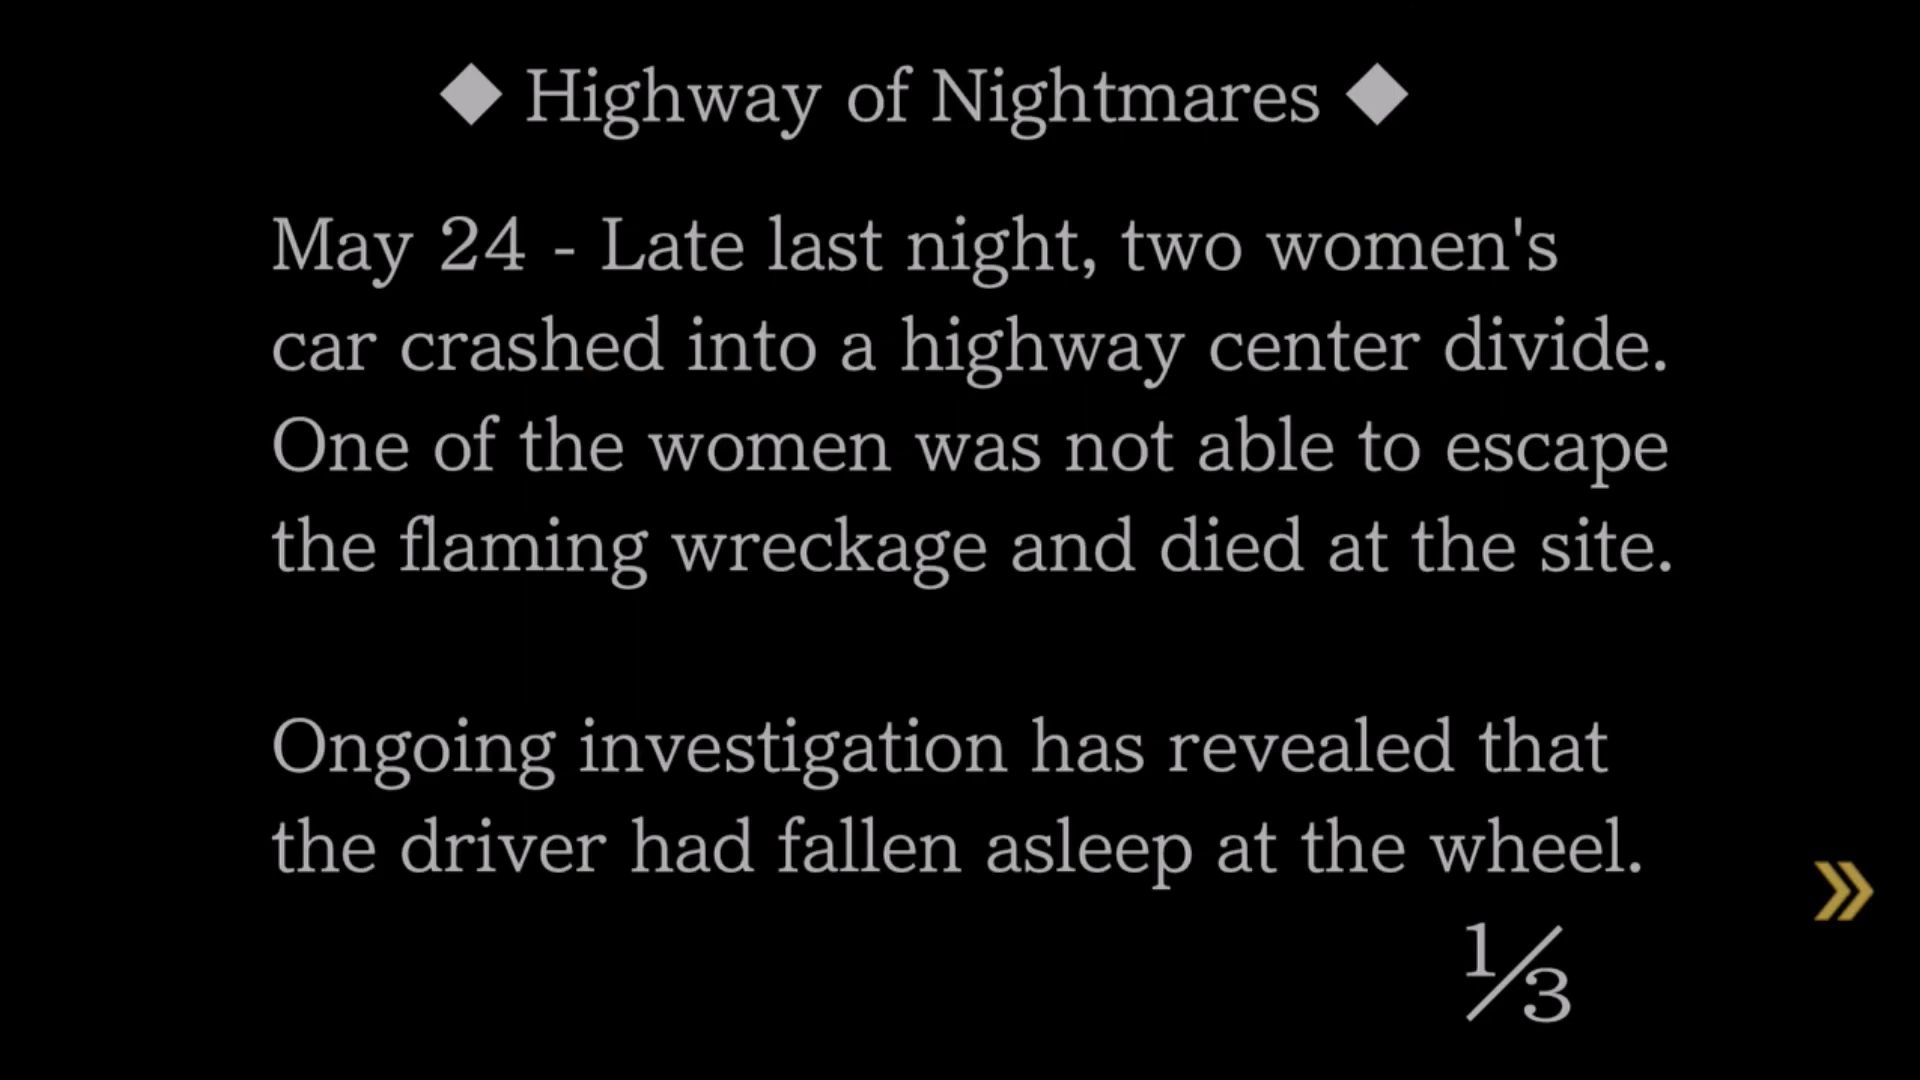 ◆ Highway of Nightmares ◆
May 24 - Late last night, two women's
car crashed into a highway center divide.
One of the women was not able to escape
the flaming wreckage and died at the site.
Ongoing investigation has revealed that
the driver had fallen asleep at the wheel.
1/3